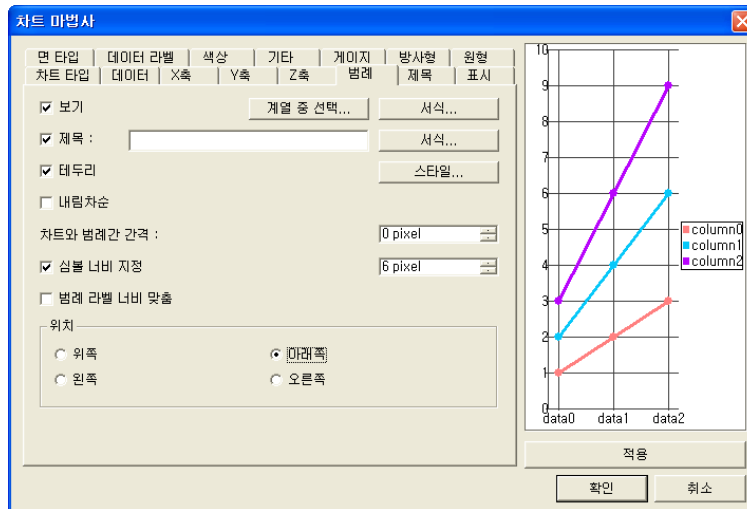 차트 마법사
면 타입 데이터 라벨 색상 기타 게이지 방사형 원형
차트 타입 데이터 X축 Y축 Z축 범례 제목 표시
보기 계열 중 선택... 서식...
제목 : 서식...
테두리 스타일...
내림차순
차트와 범례간 간격 : 0 pixel
심볼 너비 지정 6 pixel
범례 라벨 너비 맞춤
위치
위쪽 아래쪽
왼쪽 오른쪽
10
9
8
7
6
5
4
3
2
1
0
data0 data1 data2
column0
column1
column2
적용
확인 취소